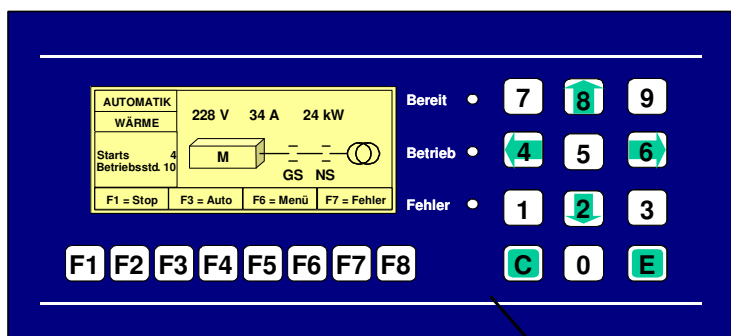 AUTOMATIK
WÄRME
228 V 34 A 24 kW
Starts 4
Betriebsstd. 10
M
GS NS
F1 = Stop F3 = Auto F6 = Menü F7 = Fehler
Bereit
Betrieb
Fehler
7 8 9
4 5 6
1 2 3
C 0 E
F1 F2 F3 F4 F5 F6 F7 F8